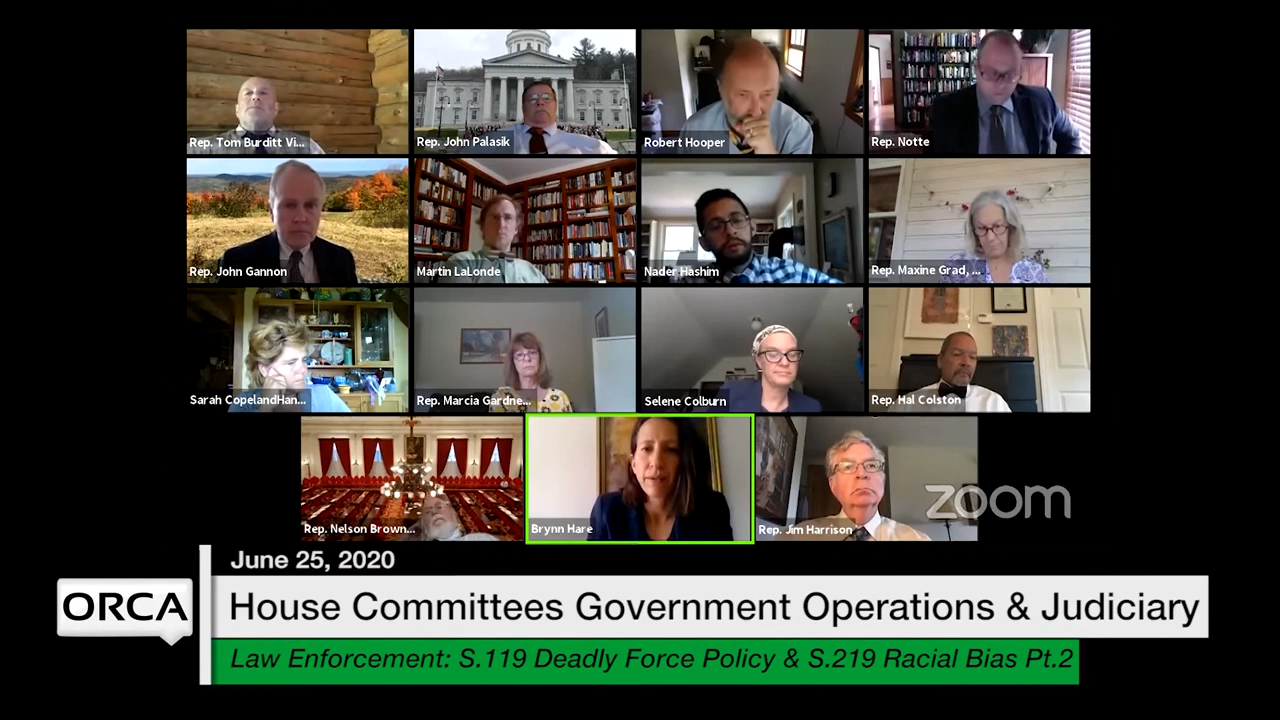 Rep. Tom Burditt Vi...
Rep. John Palasik
Robert Hooper
Rep. Notte
Rep. John Gannon
Martin LaLonde
Nader Hashim
Rep. Maxine Grad, ...
Sarah CopelandHan...
Rep. Marcia Gardne...
Selene Colburn
Rep. Hal Colston
Rep. Nelson Brown...
Brynn Hare
Rep. Jim Harrison
zoom
June 25, 2020
ORCA
House Committees Government Operations & Judiciary
Law Enforcement: S.119 Deadly Force Policy & S.219 Racial Bias Pt.2